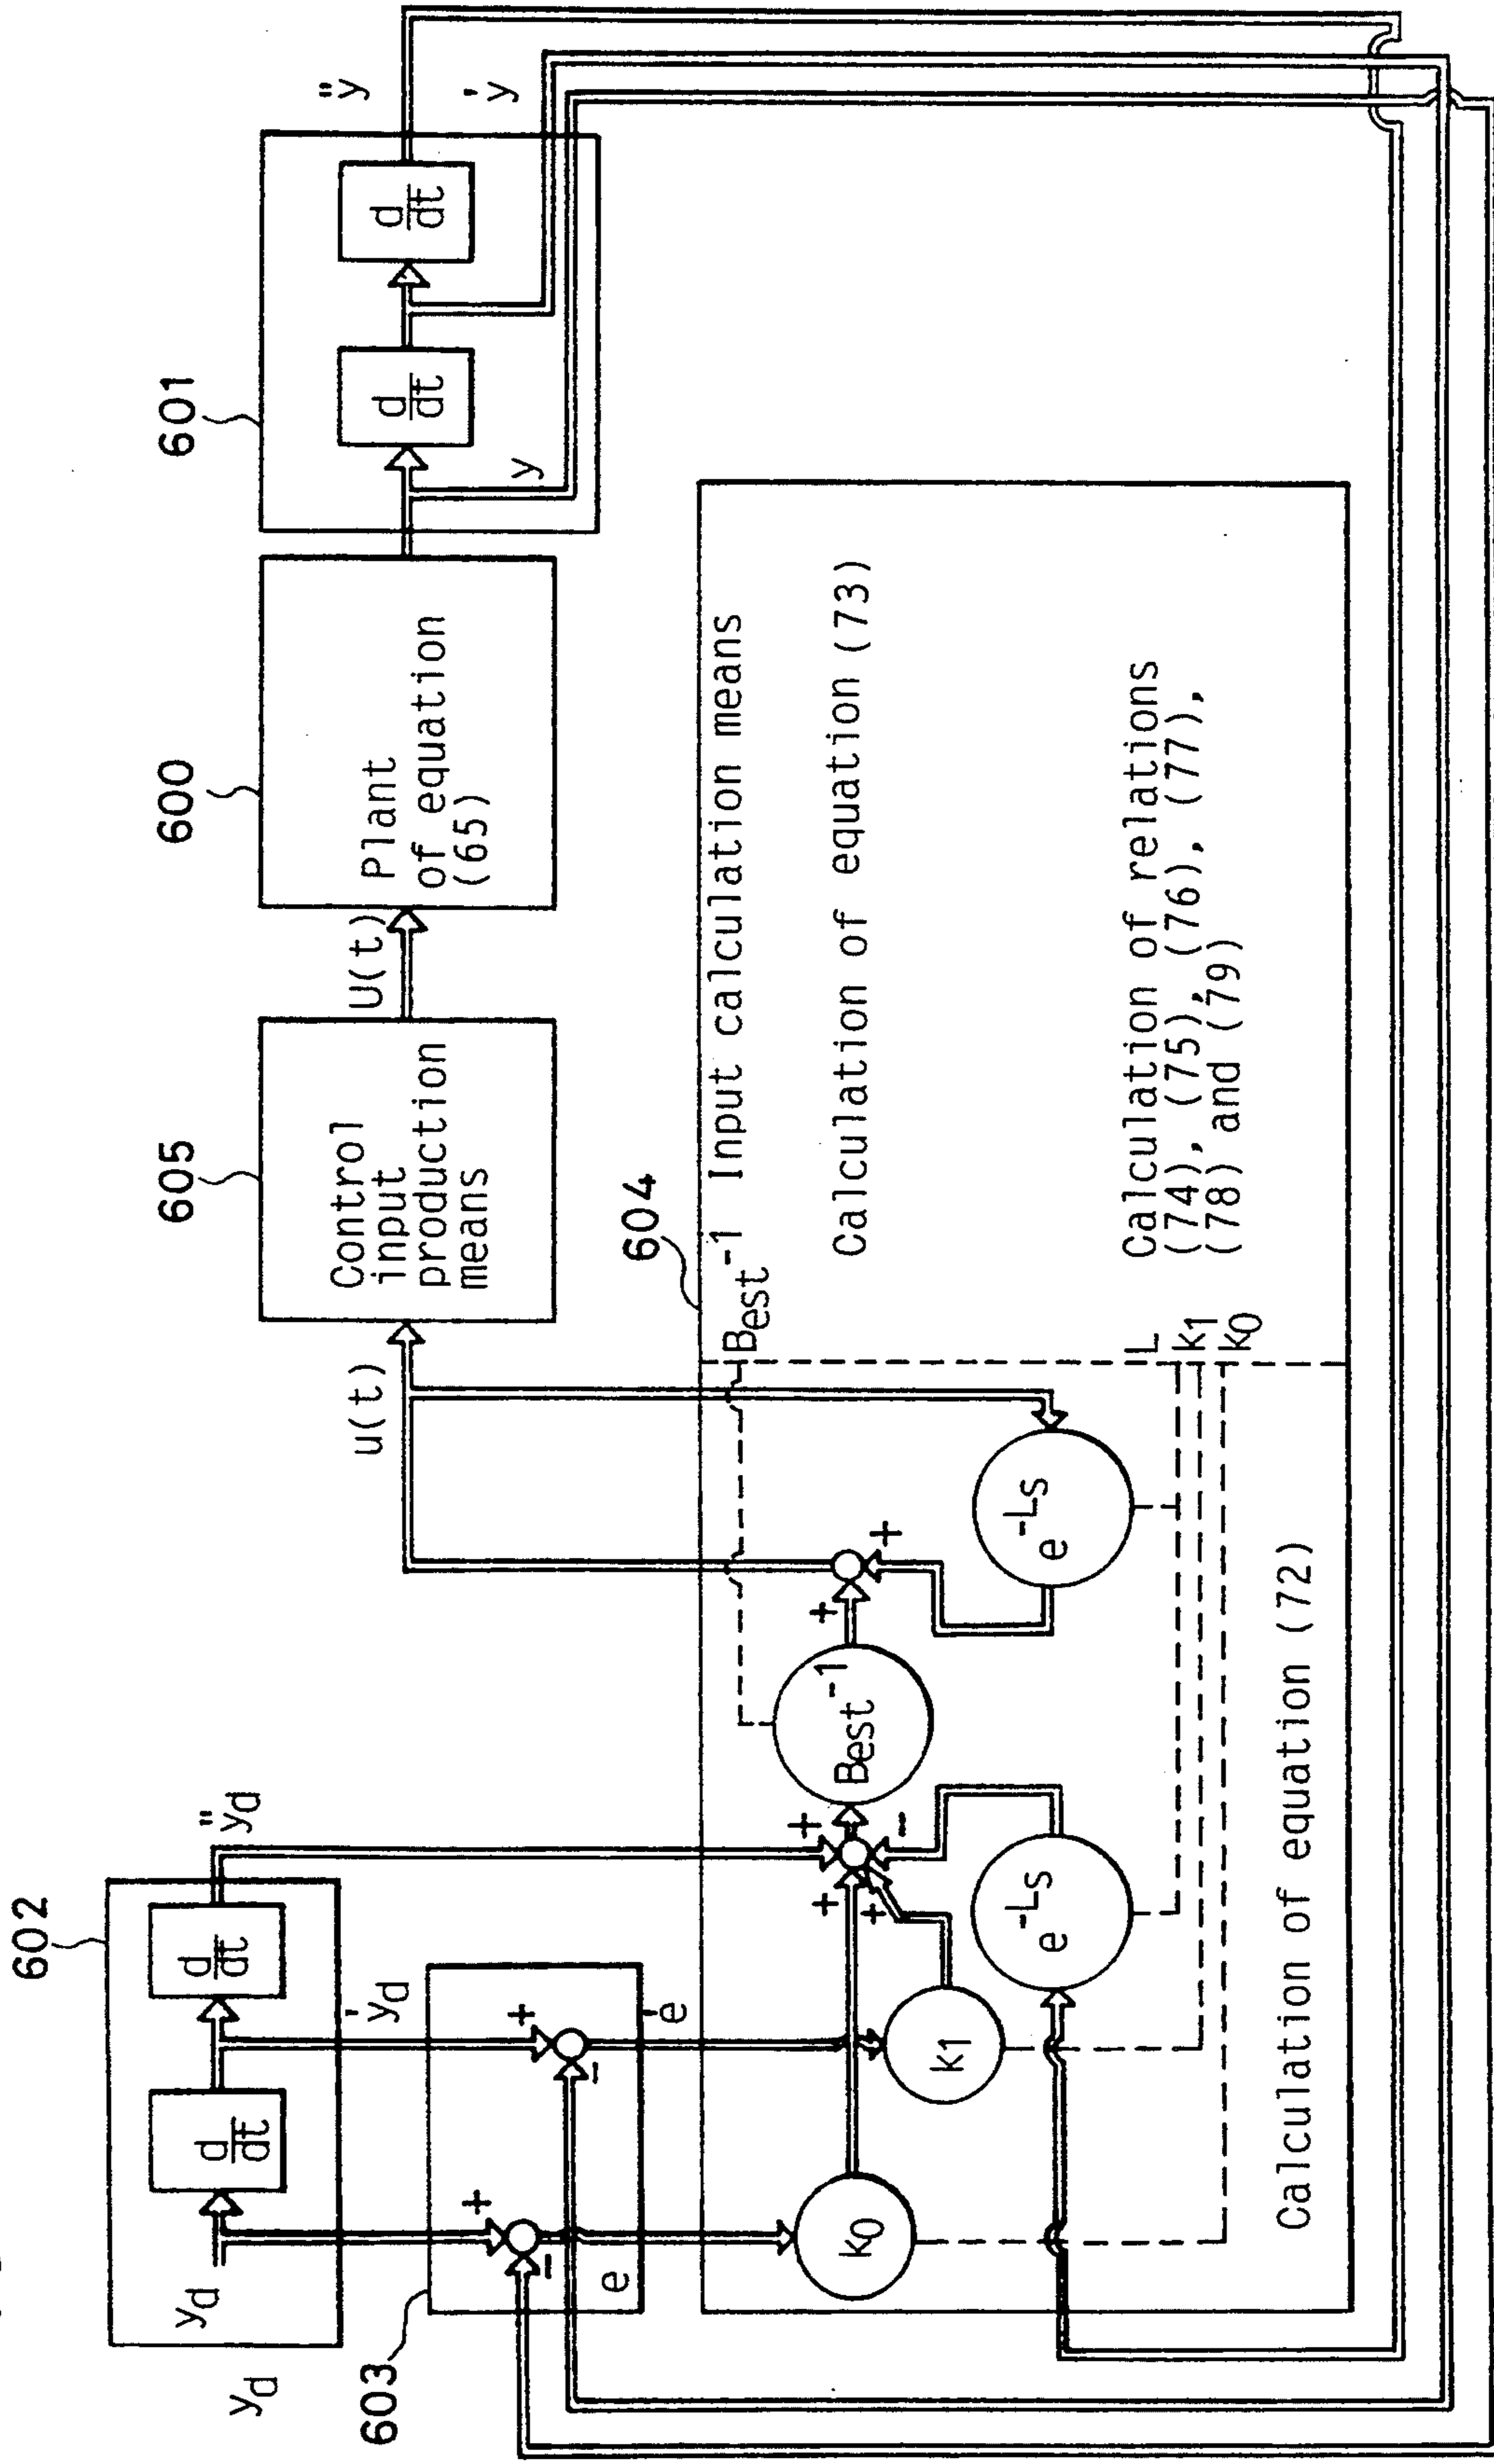 602
yd
yd
d
dt
d
dt
ÿd
ẏd
603
+
−
+
−
e
ė
605
Control
input
production
means
u(t)
U(t)
600
Plant
of equation
(65)
601
d
dt
d
dt
y
ẏ
ÿ
604
Best⁻¹ Input calculation means
Calculation of equation (73)
Calculation of relations
(74), (75), (76), (77),
(78) and (79)
L
k1
k0
k0
k1
e⁻ᴸˢ
+
+
+
−
Best⁻¹
+
+
e⁻ᴸˢ
Calculation of equation (72)